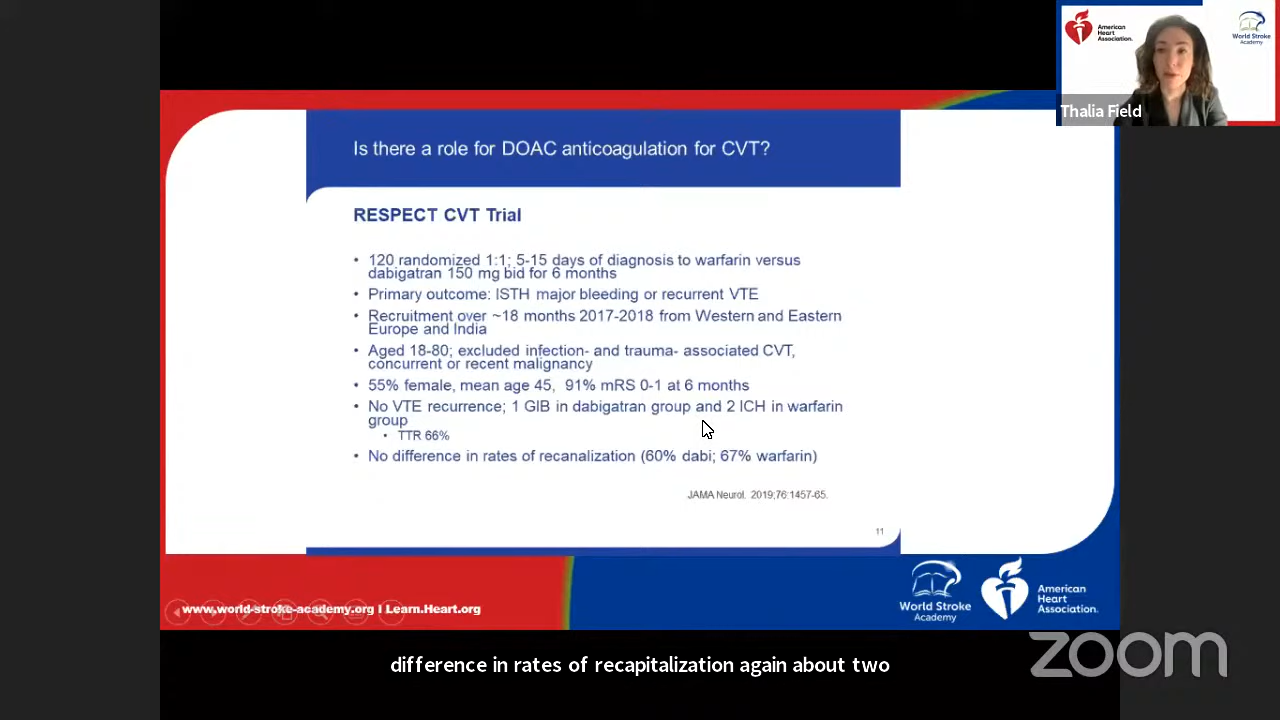 American
Heart
Association.
World Stroke
Academy
Thalia Field
Is there a role for DOAC anticoagulation for CVT?
RESPECT CVT Trial
• 120 randomized 1:1; 5-15 days of diagnosis to warfarin versus
dabigatran 150 mg bid for 6 months
• Primary outcome: ISTH major bleeding or recurrent VTE
• Recruitment over ~18 months 2017-2018 from Western and Eastern
Europe and India
• Aged 18-80; excluded infection- and trauma- associated CVT,
concurrent or recent malignancy
• 55% female, mean age 45, 91% mRS 0-1 at 6 months
• No VTE recurrence; 1 GIB in dabigatran group and 2 ICH in warfarin
group
• TTR 66%
• No difference in rates of recanalization (60% dabi; 67% warfarin)
JAMA Neurol. 2019;76:1457-65.
11
www.world-stroke-academy.org I Learn.Heart.org
World Stroke
Academy
American
Heart
Association.
difference in rates of recapitalization again about two
zoom